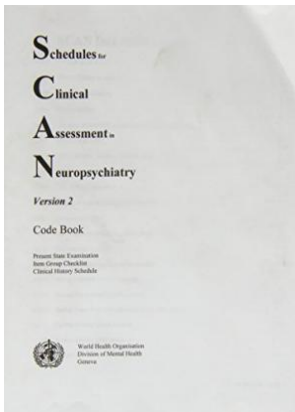 Schedules for
Clinical
Assessment in
Neuropsychiatry
Version 2
Code Book
Present State Examination
Item Group Checklist
Clinical History Schedule
World Health Organisation
Division of Mental Health
Geneva